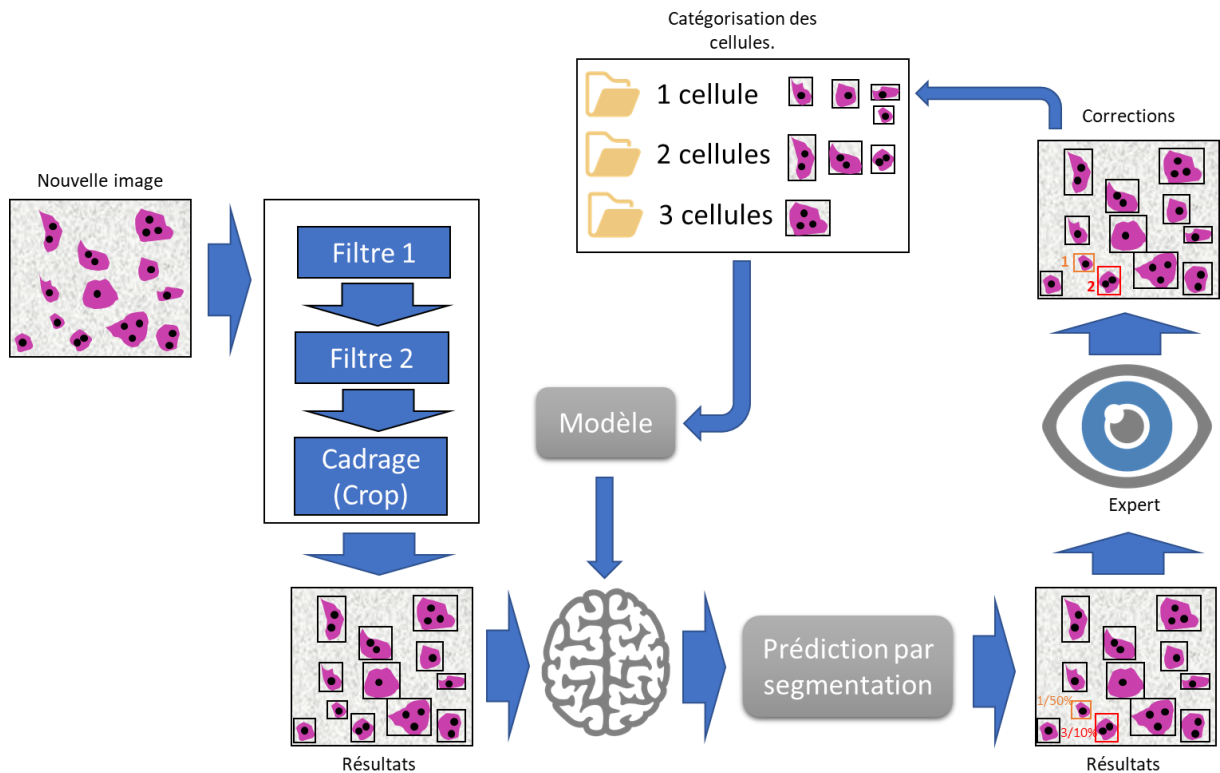 Catégorisation des
cellules.
1 cellule
2 cellules
3 cellules
Corrections
1
2
Nouvelle image
Filtre 1
Filtre 2
Cadrage
(Crop)
Modèle
Expert
Prédiction par
segmentation
1/50%
3/10%
Résultats
Résultats